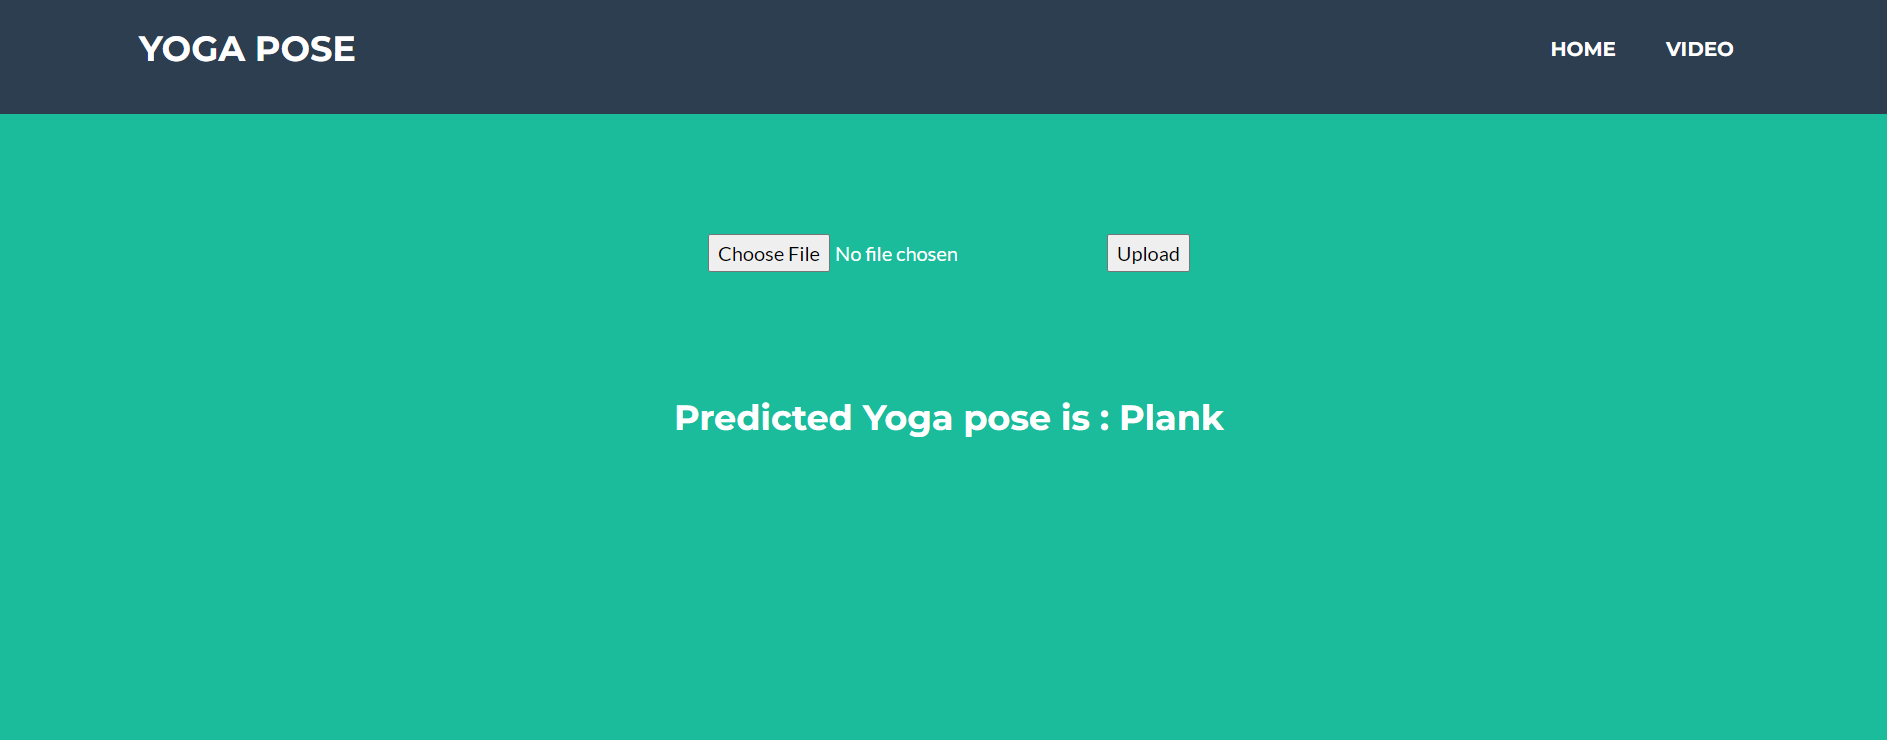 YOGA POSE
HOME
VIDEO
Choose File No file chosen
Upload
Predicted Yoga pose is : Plank